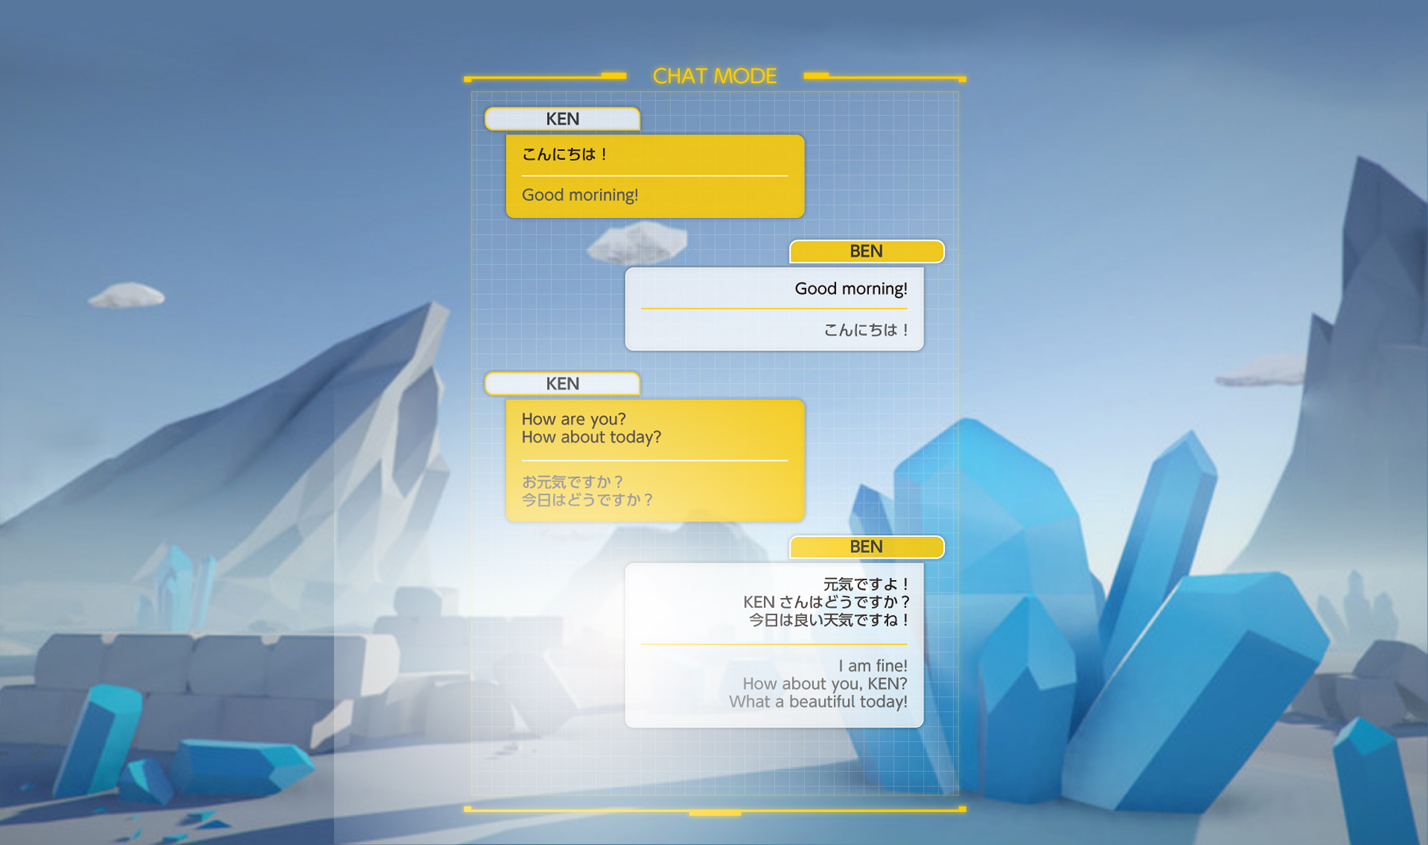 CHAT MODE
KEN
こんにちは！
Good morining!
BEN
Good morning!
こんにちは！
KEN
How are you?
How about today?
お元気ですか？
今日はどうですか？
BEN
元気ですよ！
KEN さんはどうですか？
今日は良い天気ですね！
I am fine!
How about you, KEN?
What a beautiful today!